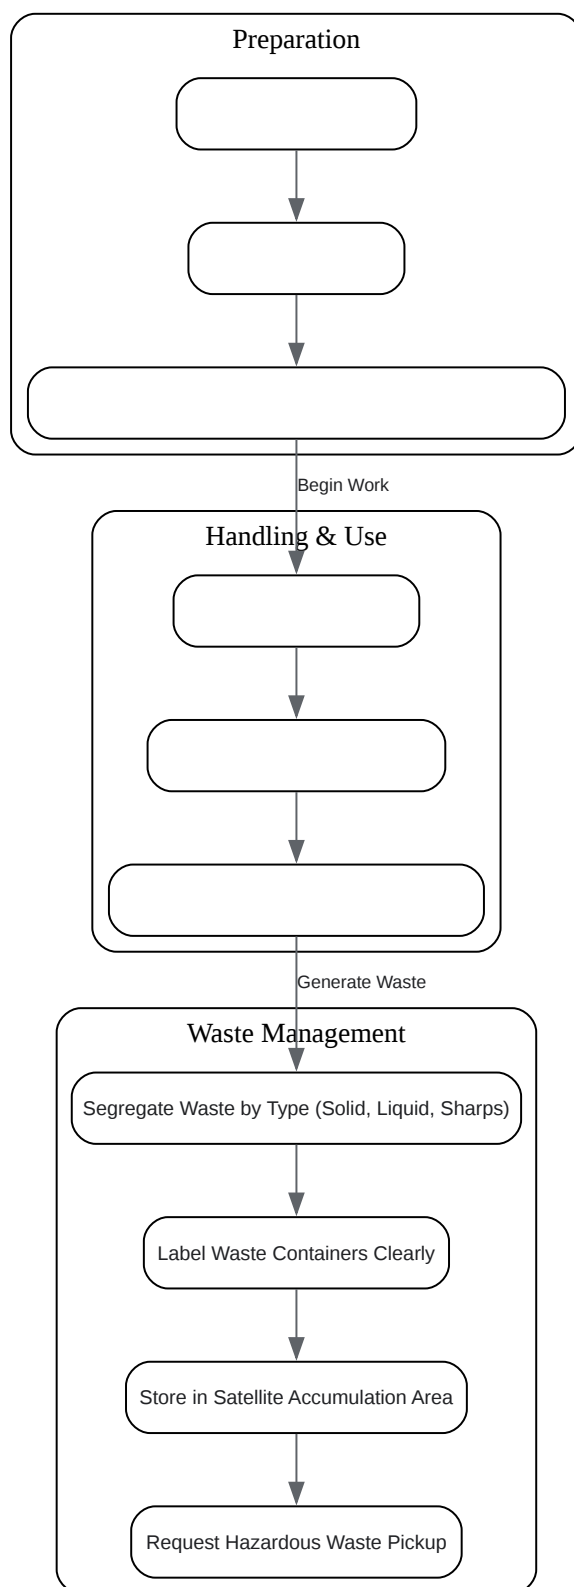 Preparation
Begin Work
Handling & Use
Generate Waste
Waste Management
Segregate Waste by Type (Solid, Liquid, Sharps)
Label Waste Containers Clearly
Store in Satellite Accumulation Area
Request Hazardous Waste Pickup